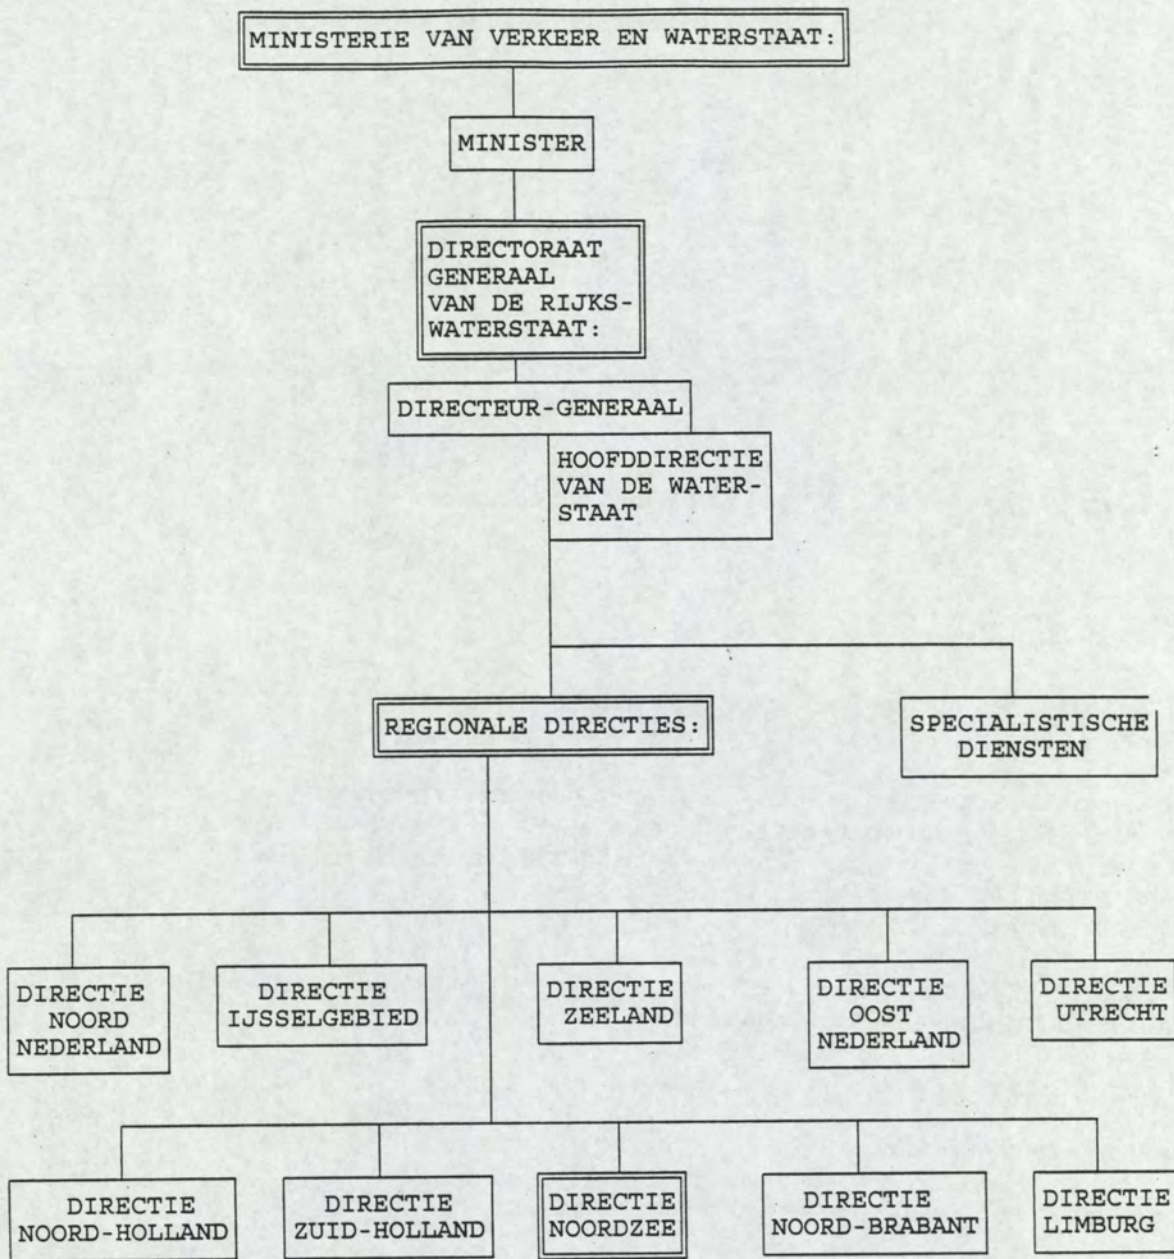 MINISTERIE VAN VERKEER EN WATERSTAAT:
MINISTER
DIRECTORAAT
GENERAAL
VAN DE RIJKS-
WATERSTAAT:
DIRECTEUR-GENERAAL
HOOFDDIRECTIE
VAN DE WATER-
STAAT
REGIONALE DIRECTIES:
SPECIALISTISCHE
DIENSTEN
DIRECTIE
NOORD
NEDERLAND
DIRECTIE
IJSSELGEBIED
DIRECTIE
ZEELAND
DIRECTIE
OOST
NEDERLAND
DIRECTIE
UTRECHT
DIRECTIE
NOORD-HOLLAND
DIRECTIE
ZUID-HOLLAND
DIRECTIE
NOORDZEE
DIRECTIE
NOORD-BRABANT
DIRECTIE
LIMBURG